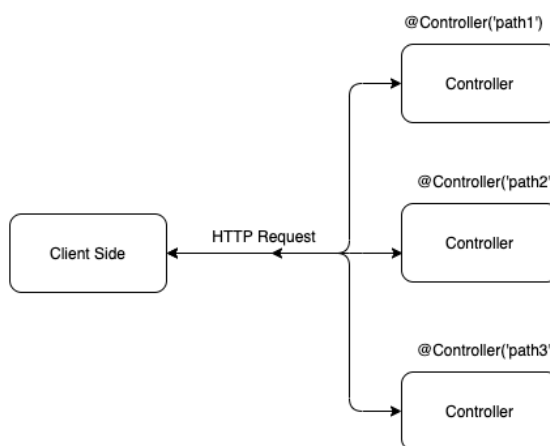 @Controller('path1')
Controller
@Controller('path2'
Controller
HTTP Request
Client Side
@Controller('path3'
Controller